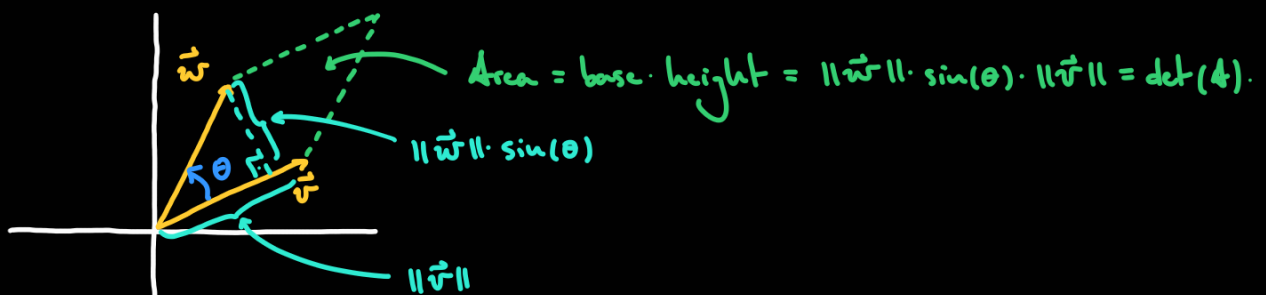 w⃗
Area = base · height = ||w⃗|| · sin(θ) · ||v⃗|| = det(A).
||w⃗|| · sin(θ)
θ
v⃗
||v⃗||